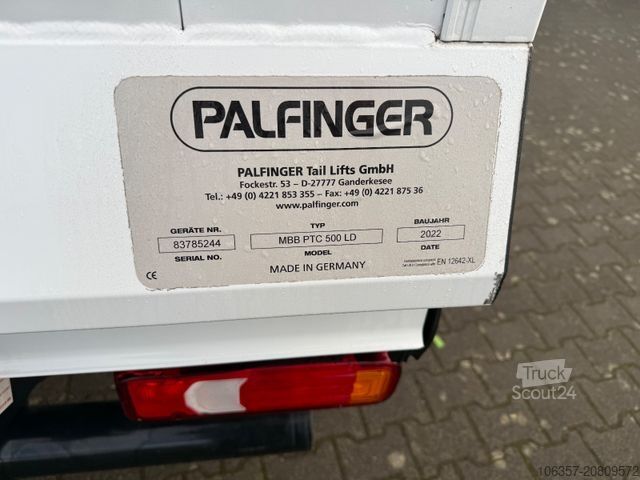 PALFINGER
PALFINGER Tail Lifts GmbH
Fockestr. 53 – D-27777 Ganderkesee
Tel.: +49 (0) 4221 853 355 – Fax: +49 (0) 4221 875 36
www.palfinger.com
GERÄTE NR. TYP BAUJAHR
83785244 MBB PTC 500 LD 2022
SERIAL NO. MODEL DATE
MADE IN GERMANY
CE EN 12642-XL
Truck
Scout24
106357-20809572